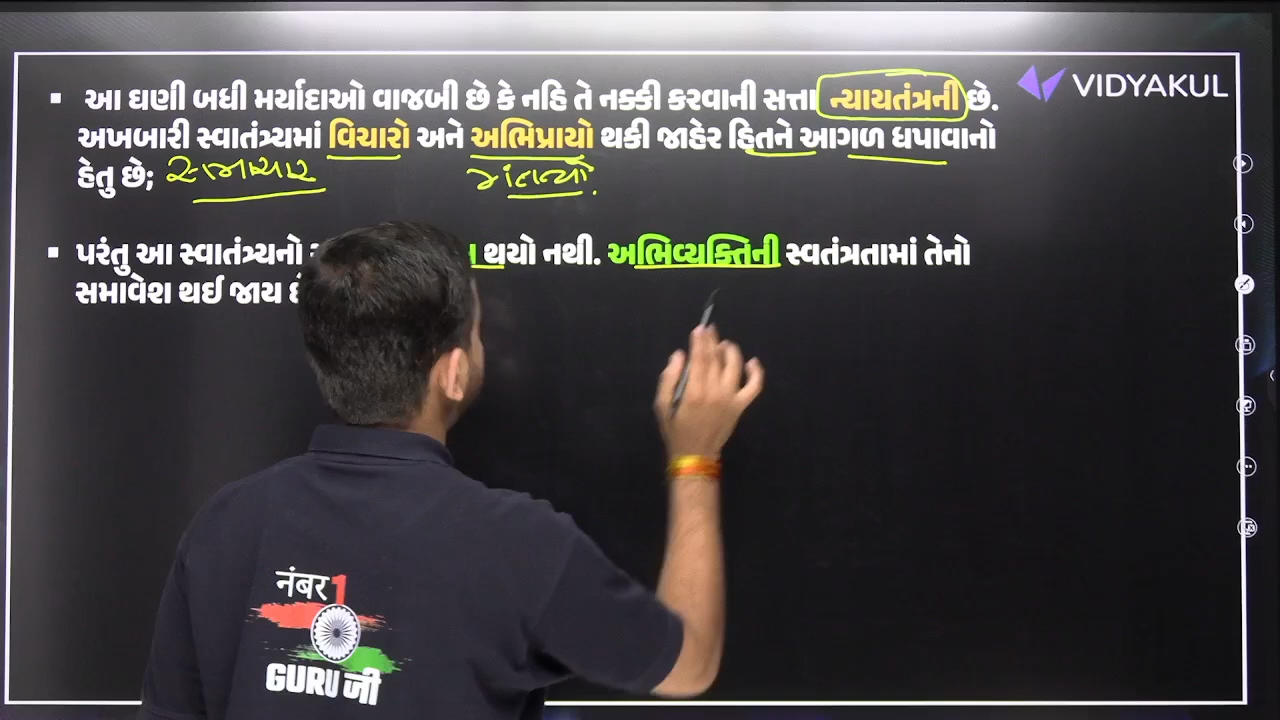 ▪ આ ઘણી બધી મર્યાદાઓ વાજબી છે કે નહિ તે નક્કી કરવાની સત્તા ન્યાયતંત્રની છે.
અખબારી સ્વાતંત્ર્યમાં વિચારો અને અભિપ્રાયો થકી જાહેર હિતને આગળ ધપાવાનો
હેતુ છે;
સમાચાર
મંતવ્યો.
▪ પરંતુ આ સ્વાતંત્ર્યનો થયો નથી. અભિવ્યક્તિની સ્વતંત્રતામાં તેનો
સમાવેશ થઈ જાય
VIDYAKUL
नंबर 1
GURU जी